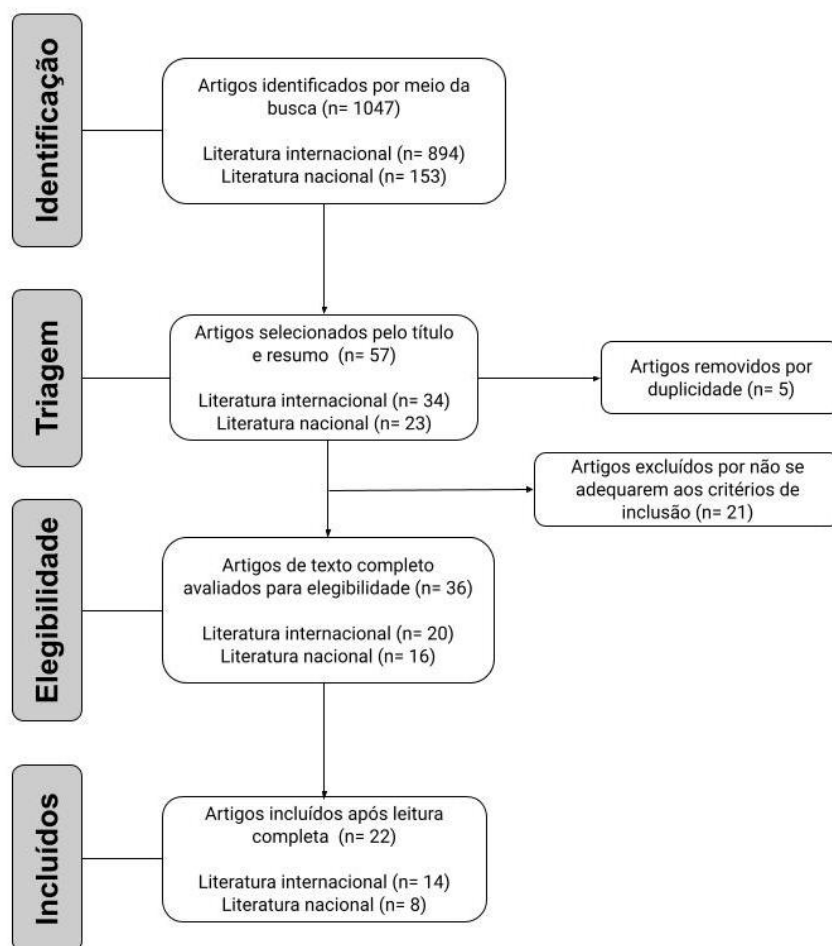 Identificação
Artigos identificados por meio da
busca (n= 1047)
Literatura internacional (n= 894)
Literatura nacional (n= 153)
Triagem
Artigos selecionados pelo título
e resumo (n= 57)
Literatura internacional (n= 34)
Literatura nacional (n= 23)
Artigos removidos por
duplicidade (n= 5)
Artigos excluídos por não se
adequarem aos critérios de
inclusão (n= 21)
Elegibilidade
Artigos de texto completo
avaliados para elegibilidade (n= 36)
Literatura internacional (n= 20)
Literatura nacional (n= 16)
Incluídos
Artigos incluídos após leitura
completa (n= 22)
Literatura internacional (n= 14)
Literatura nacional (n= 8)